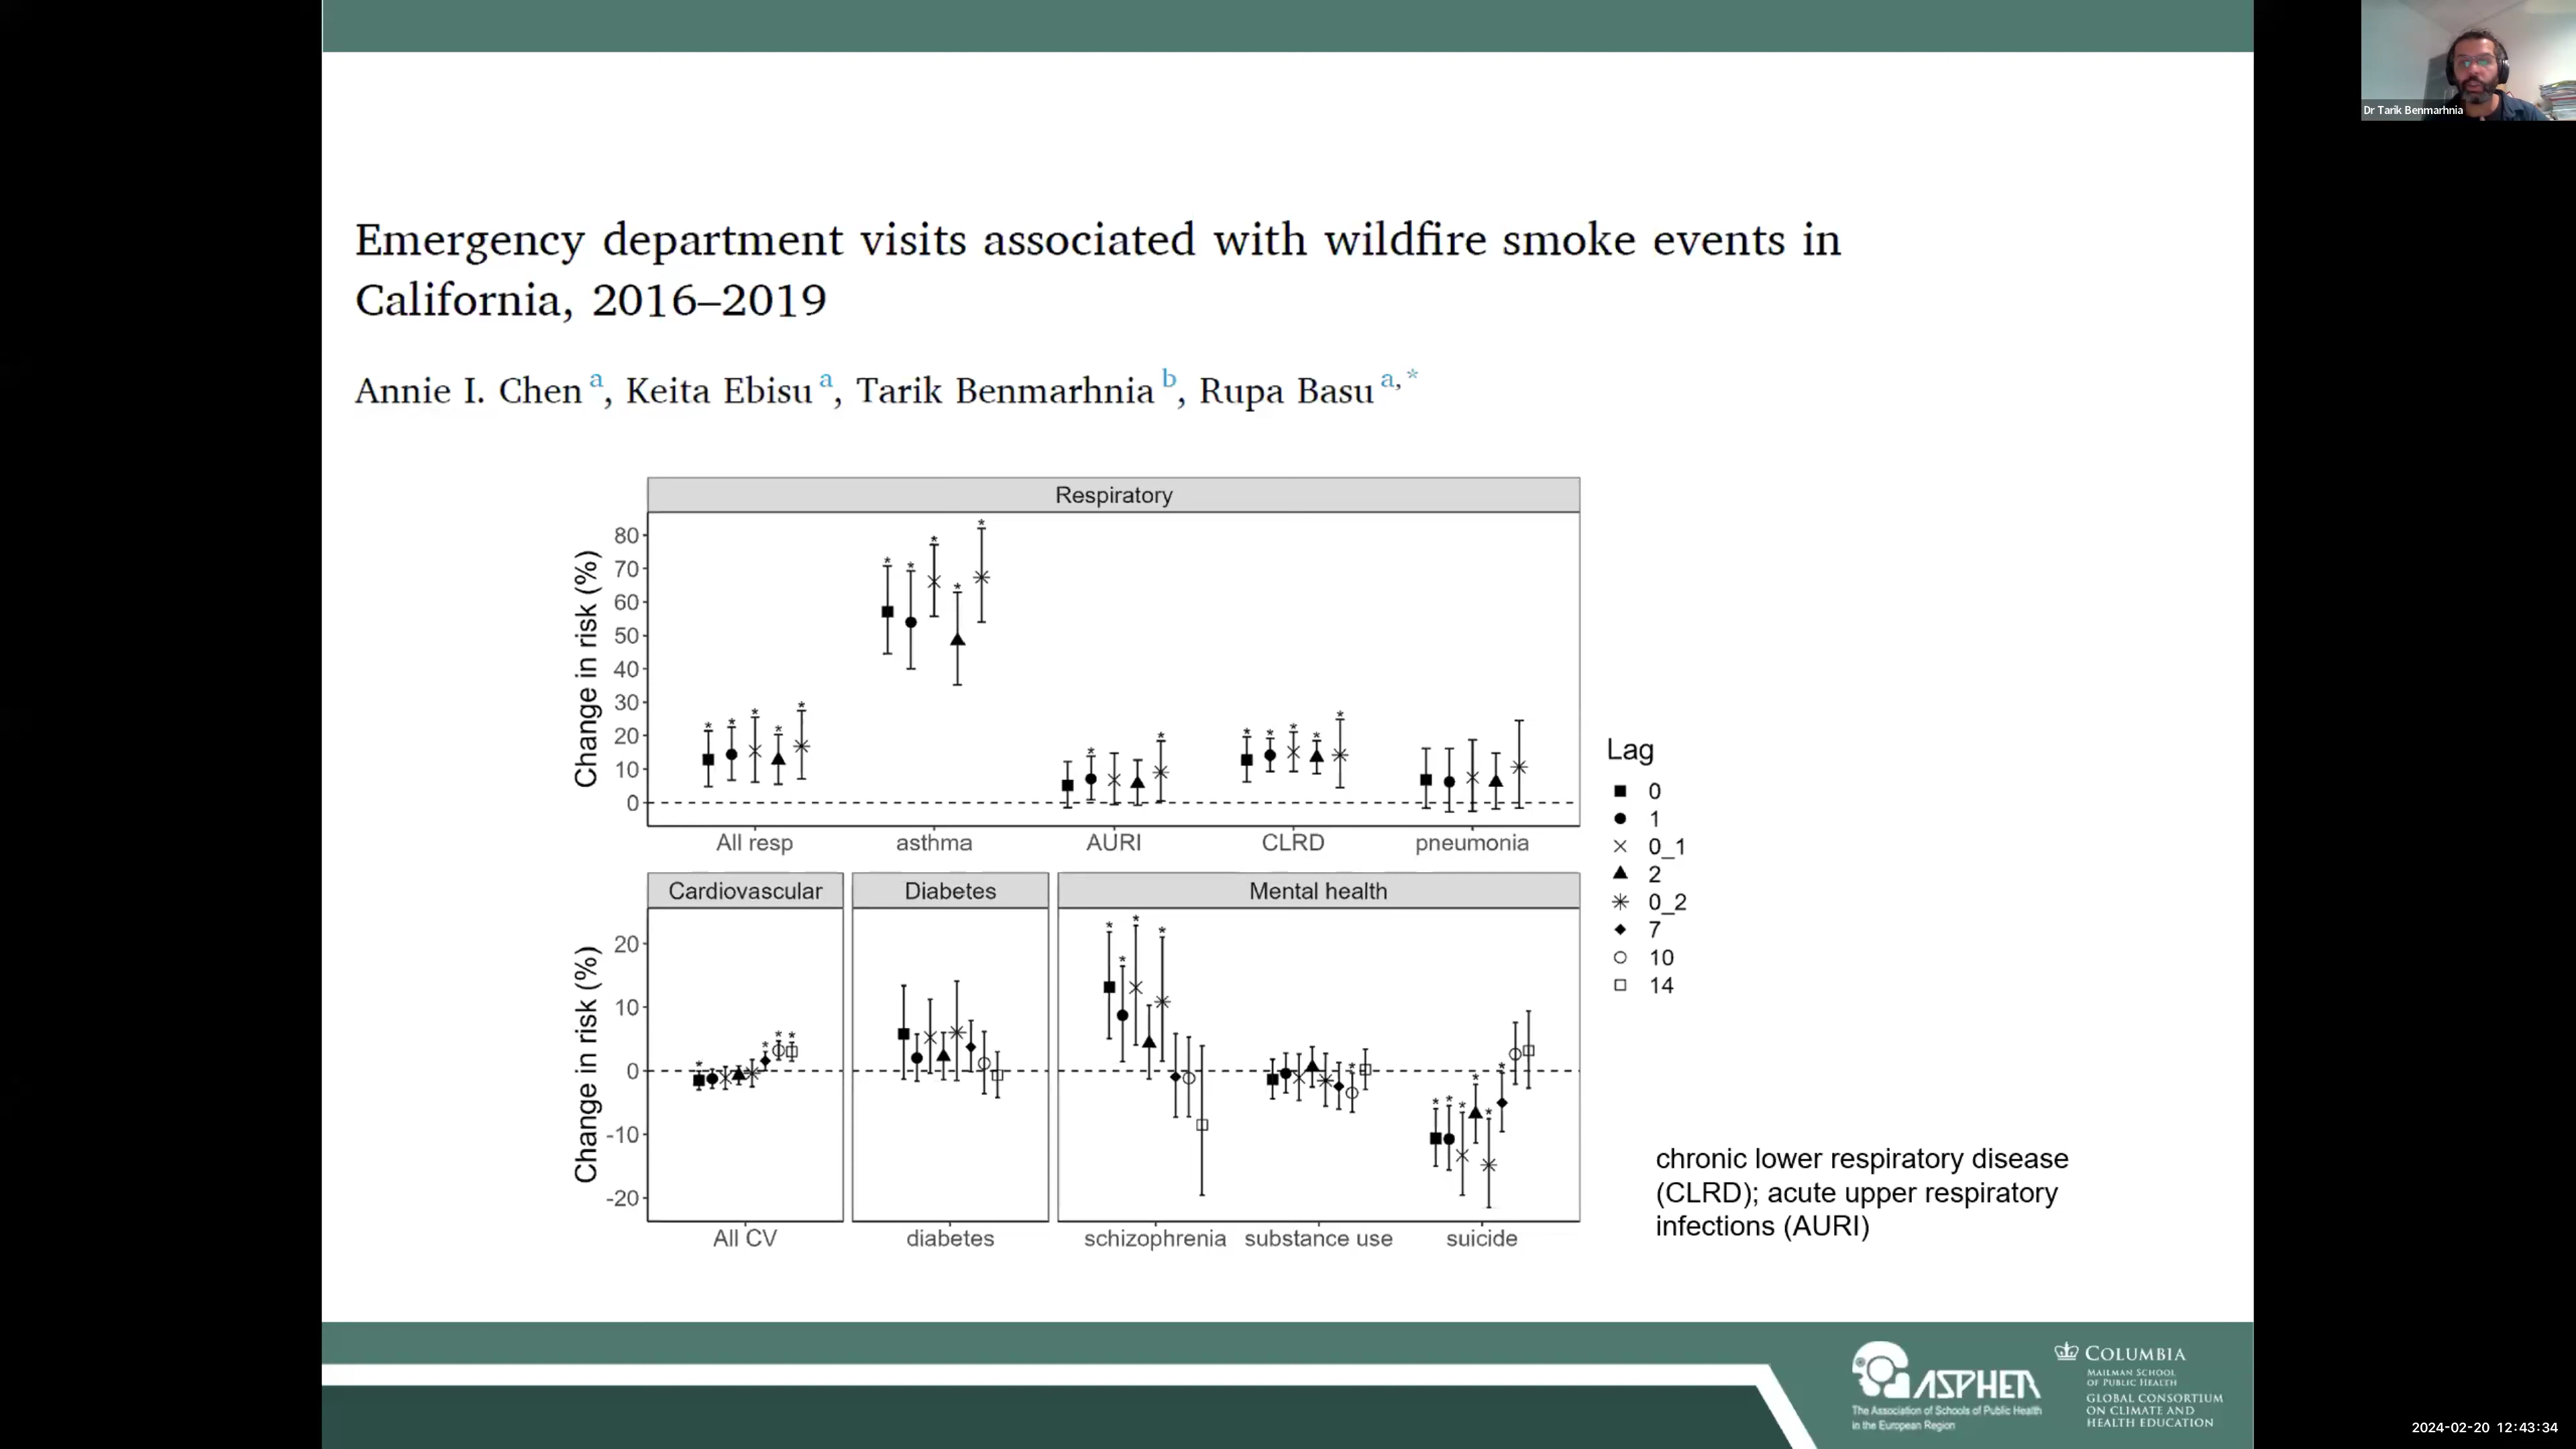 Dr Tarik Benmarhnia
Emergency department visits associated with wildfire smoke events in
California, 2016–2019
Annie I. Chen a, Keita Ebisu a, Tarik Benmarhnia b, Rupa Basu a,*
Respiratory
Change in risk (%)
80
70
60
50
40
30
20
10
0
All resp
asthma
AURI
CLRD
pneumonia
Cardiovascular
Diabetes
Mental health
Change in risk (%)
20
10
0
-10
-20
All CV
diabetes
schizophrenia
substance use
suicide
Lag
0
1
0_1
2
0_2
7
10
14
chronic lower respiratory disease
(CLRD); acute upper respiratory
infections (AURI)
ASPHER
The Association of Schools of Public Health
in the European Region
COLUMBIA
MAILMAN SCHOOL
OF PUBLIC HEALTH
GLOBAL CONSORTIUM
ON CLIMATE AND
HEALTH EDUCATION
2024-02-20 12:43:34